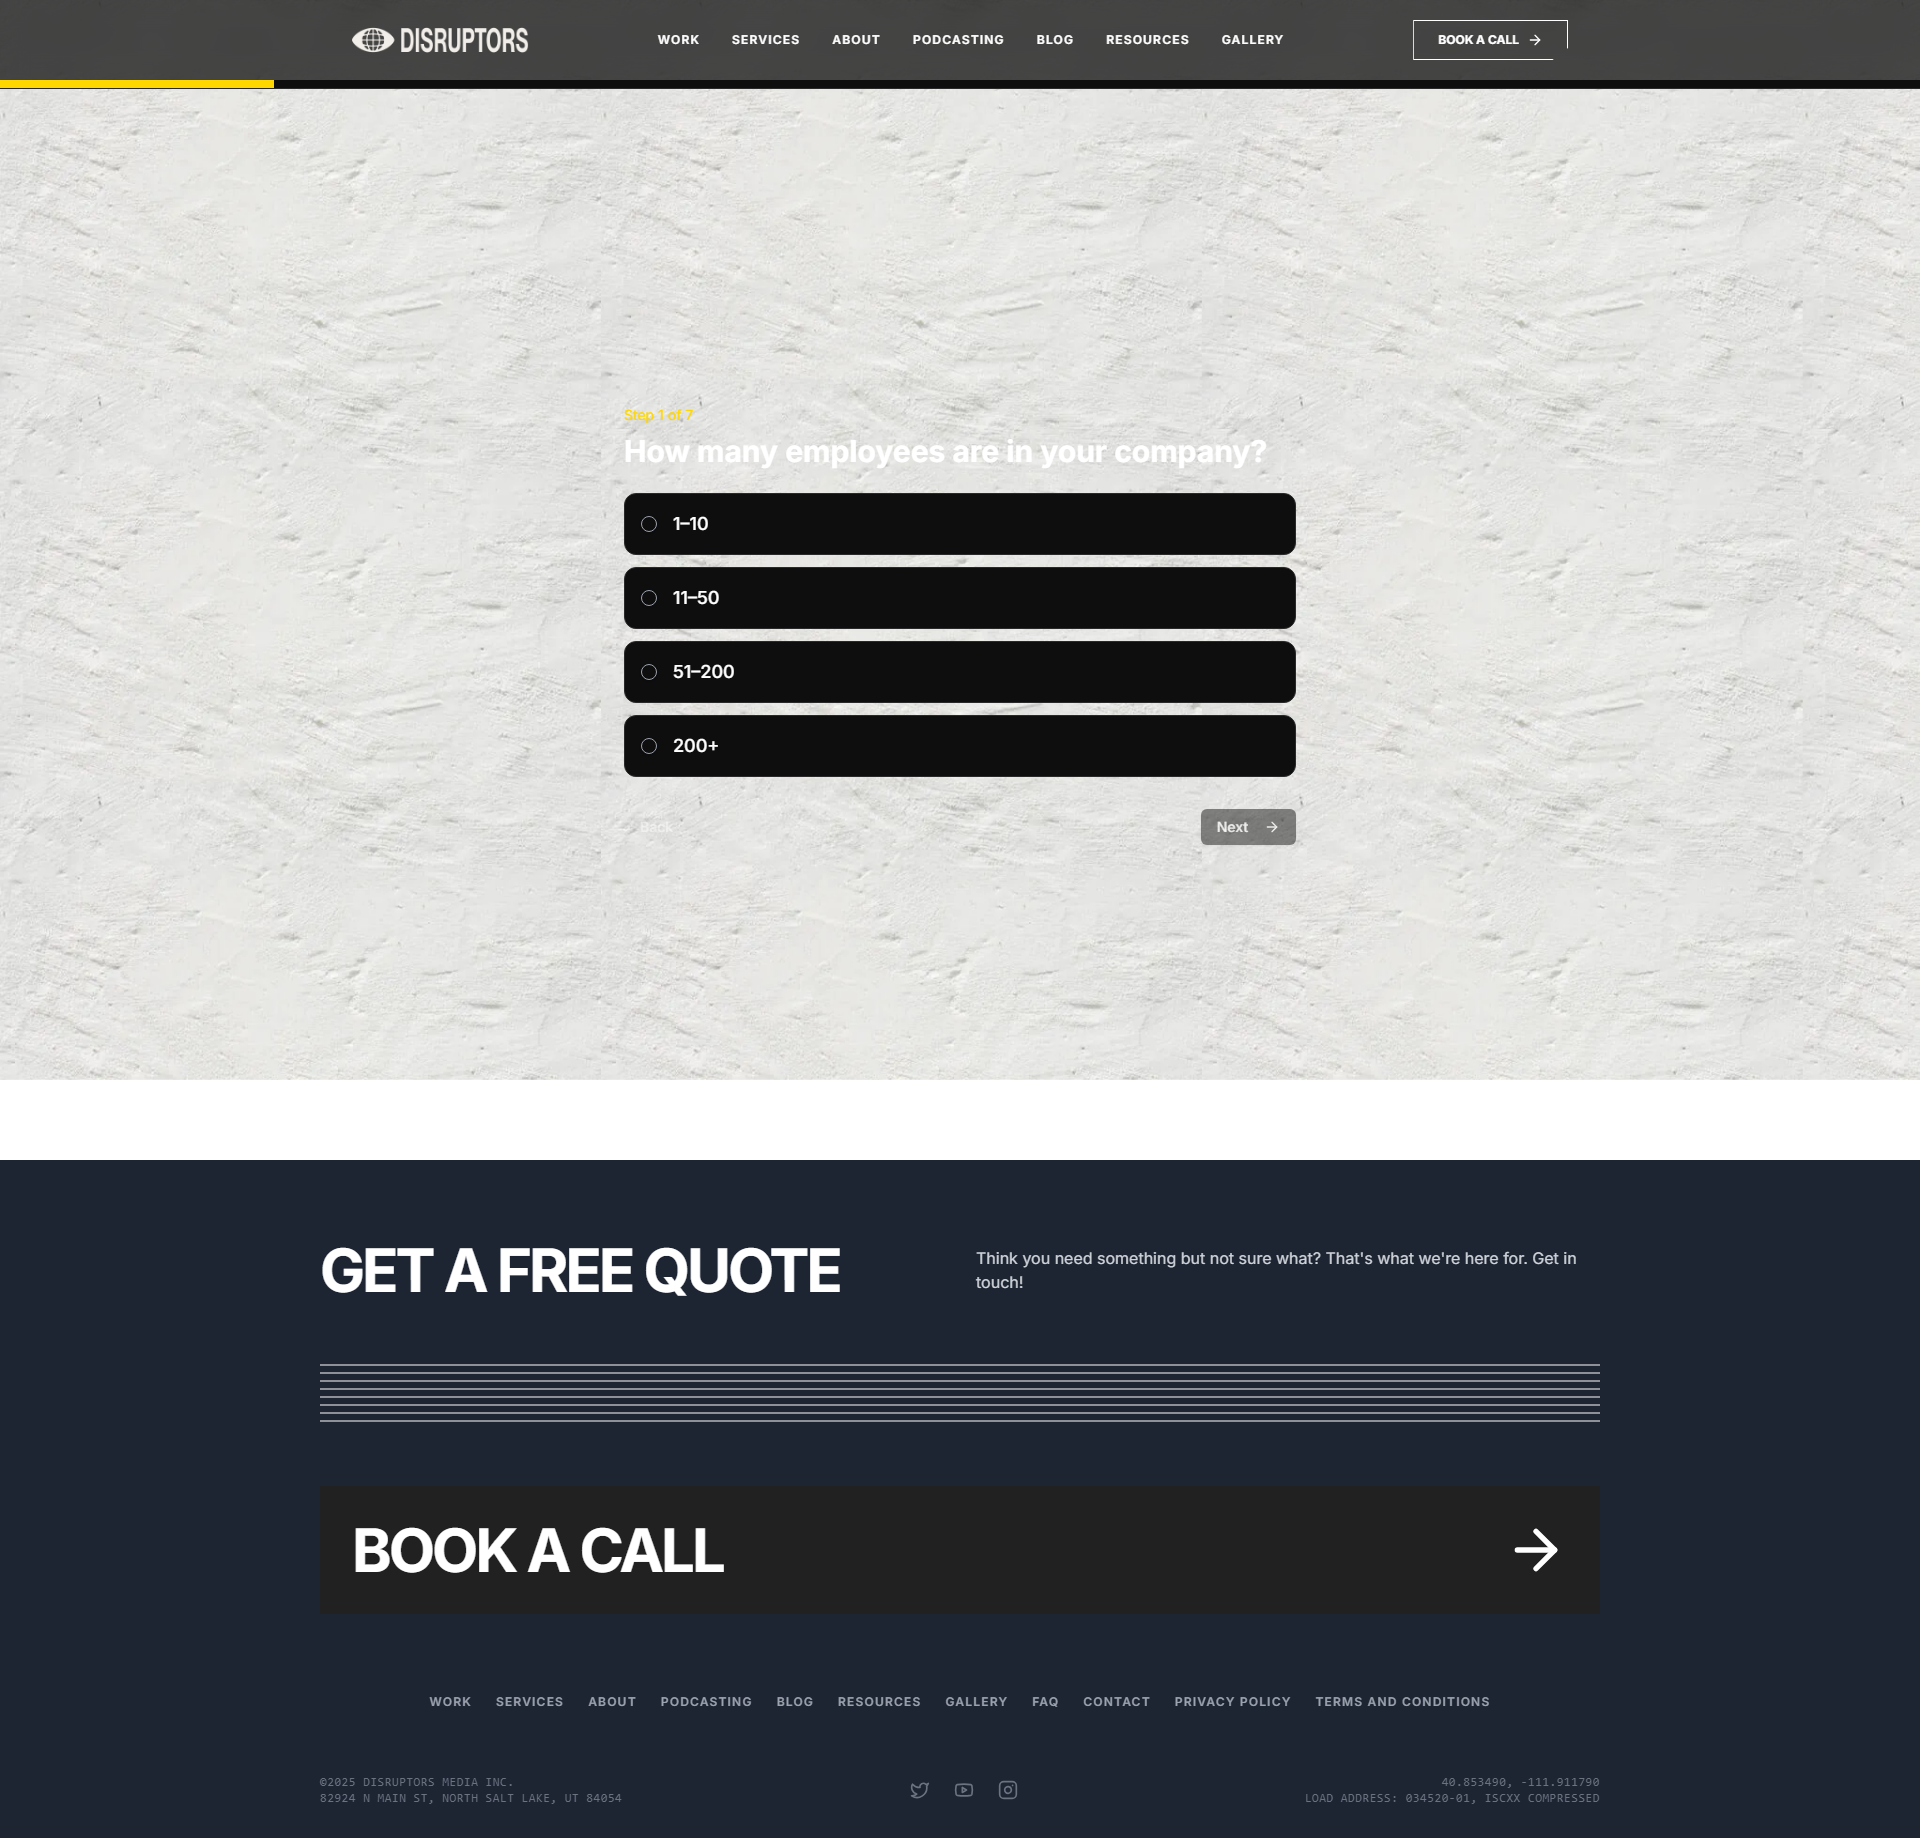 DISRUPTORS
WORK
SERVICES
ABOUT
PODCASTING
BLOG
RESOURCES
GALLERY
BOOK A CALL
Step 1 of 7
How many employees are in your company?
1–10
11–50
51–200
200+
Back
Next
GET A FREE QUOTE
Think you need something but not sure what? That's what we're here for. Get in
touch!
BOOK A CALL
WORK
SERVICES
ABOUT
PODCASTING
BLOG
RESOURCES
GALLERY
FAQ
CONTACT
PRIVACY POLICY
TERMS AND CONDITIONS
©2025 DISRUPTORS MEDIA INC.
82924 N MAIN ST, NORTH SALT LAKE, UT 84054
40.853490, -111.911790
LOAD ADDRESS: 034520-01, ISCXX COMPRESSED